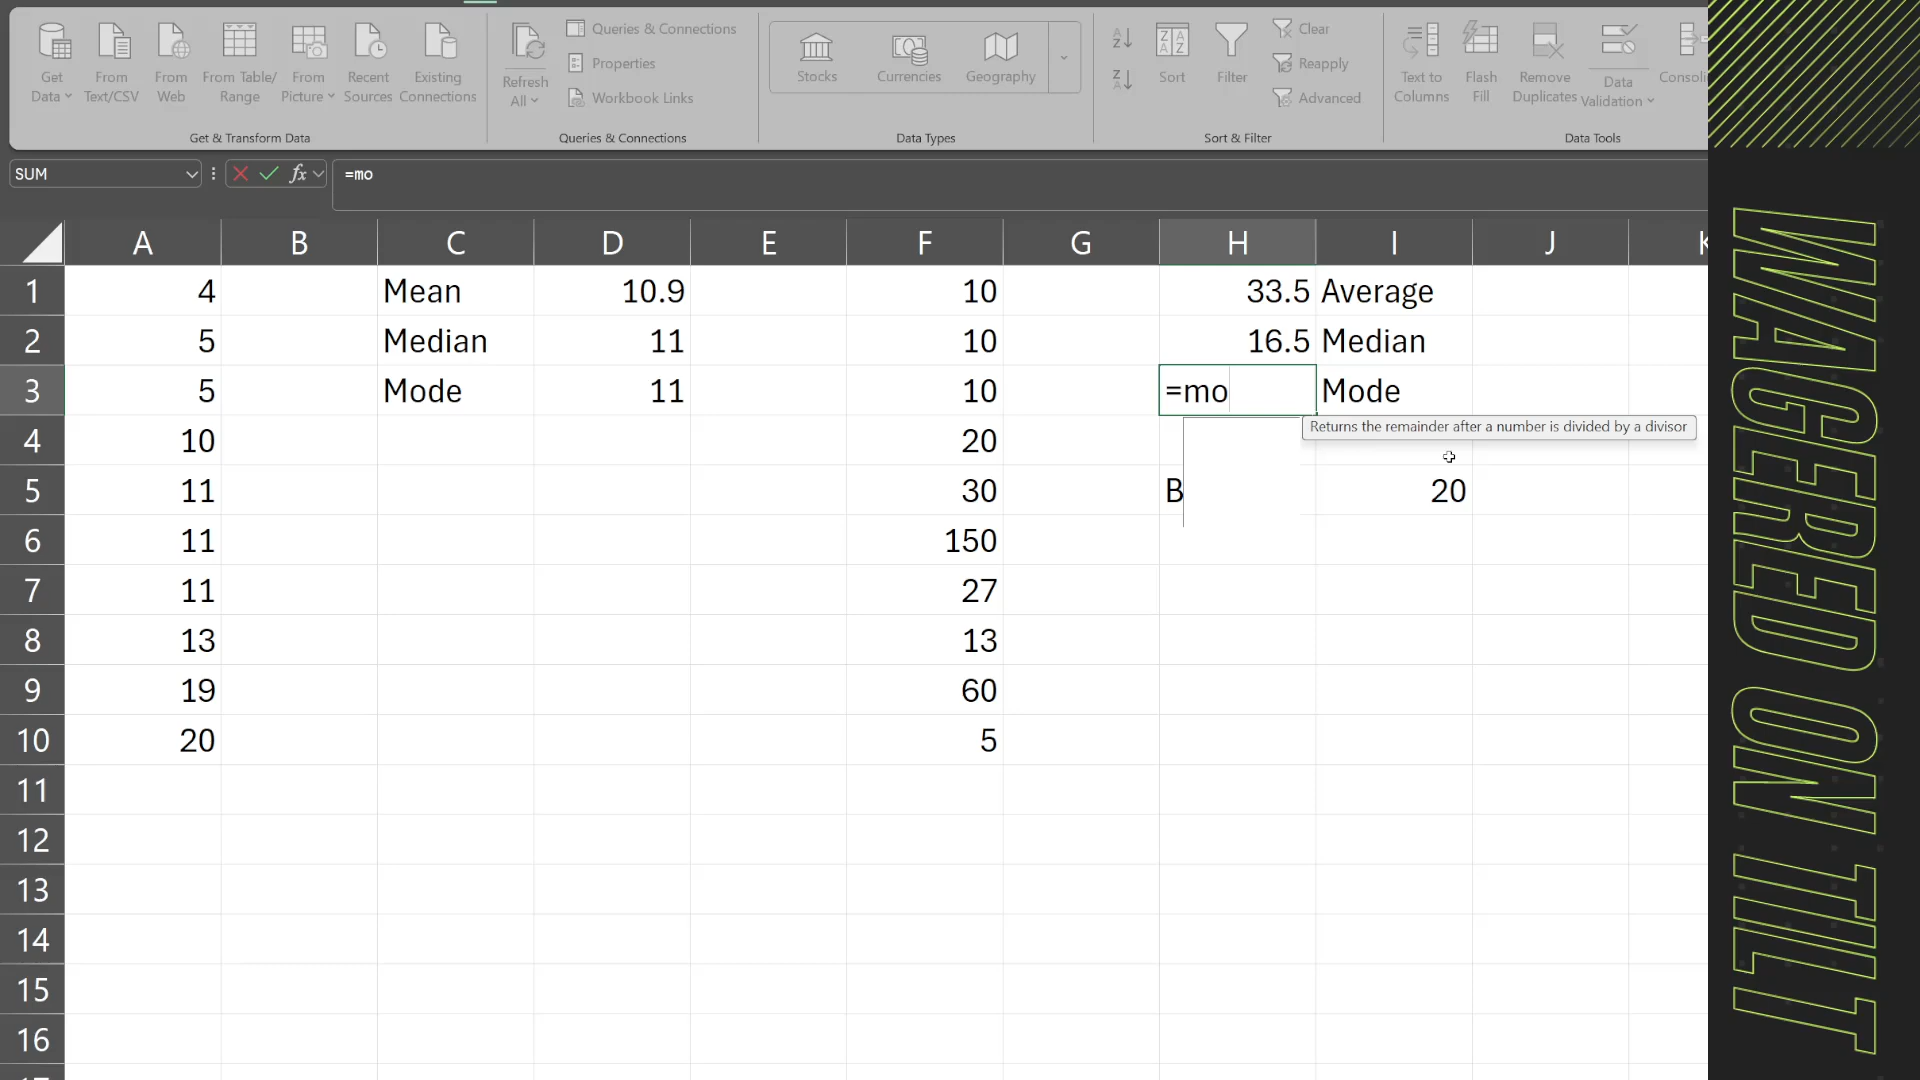 Get Data
From Text/CSV
From Web
From Table/ Range
From Picture
Recent Sources
Existing Connections
Get & Transform Data
Refresh All
Queries & Connections
Properties
Workbook Links
Queries & Connections
Stocks
Currencies
Geography
Data Types
Sort
Filter
Clear
Reapply
Advanced
Sort & Filter
Text to Columns
Flash Fill
Remove Duplicates
Data Validation
Data Tools
SUM
fx
=mo
A B C D E F G H I J
1 4 Mean 10.9 10 33.5 Average
2 5 Median 11 10 16.5 Median
3 5 Mode 11 10 =mo Mode
Returns the remainder after a number is divided by a divisor
4 10 20
5 11 30 B 20
6 11 150
7 11 27
8 13 13
9 19 60
10 20 5
11
12
13
14
15
16
WAGERED ON TILT